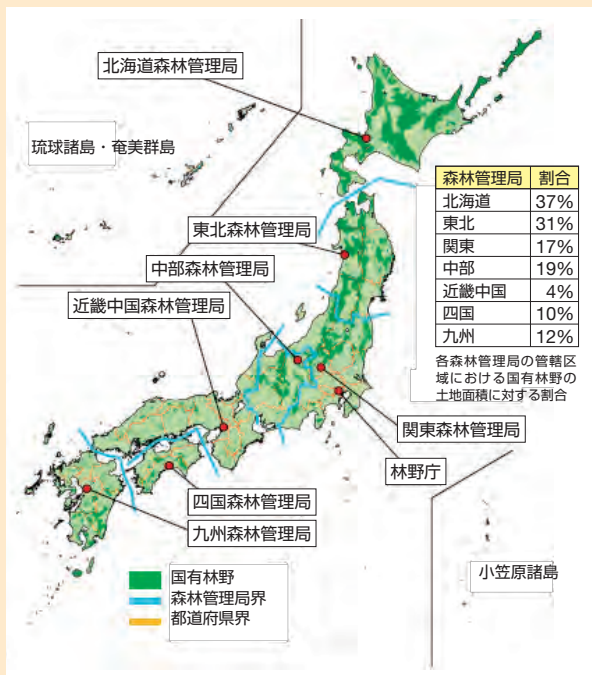 北海道森林管理局
琉球諸島・奄美群島
森林管理局 割合
北海道 37%
東北 31%
関東 17%
中部 19%
近畿中国 4%
四国 10%
九州 12%
各森林管理局の管轄区
域における国有林野の
土地面積に対する割合
東北森林管理局
中部森林管理局
近畿中国森林管理局
関東森林管理局
林野庁
四国森林管理局
九州森林管理局
小笠原諸島
国有林野
森林管理局界
都道府県界